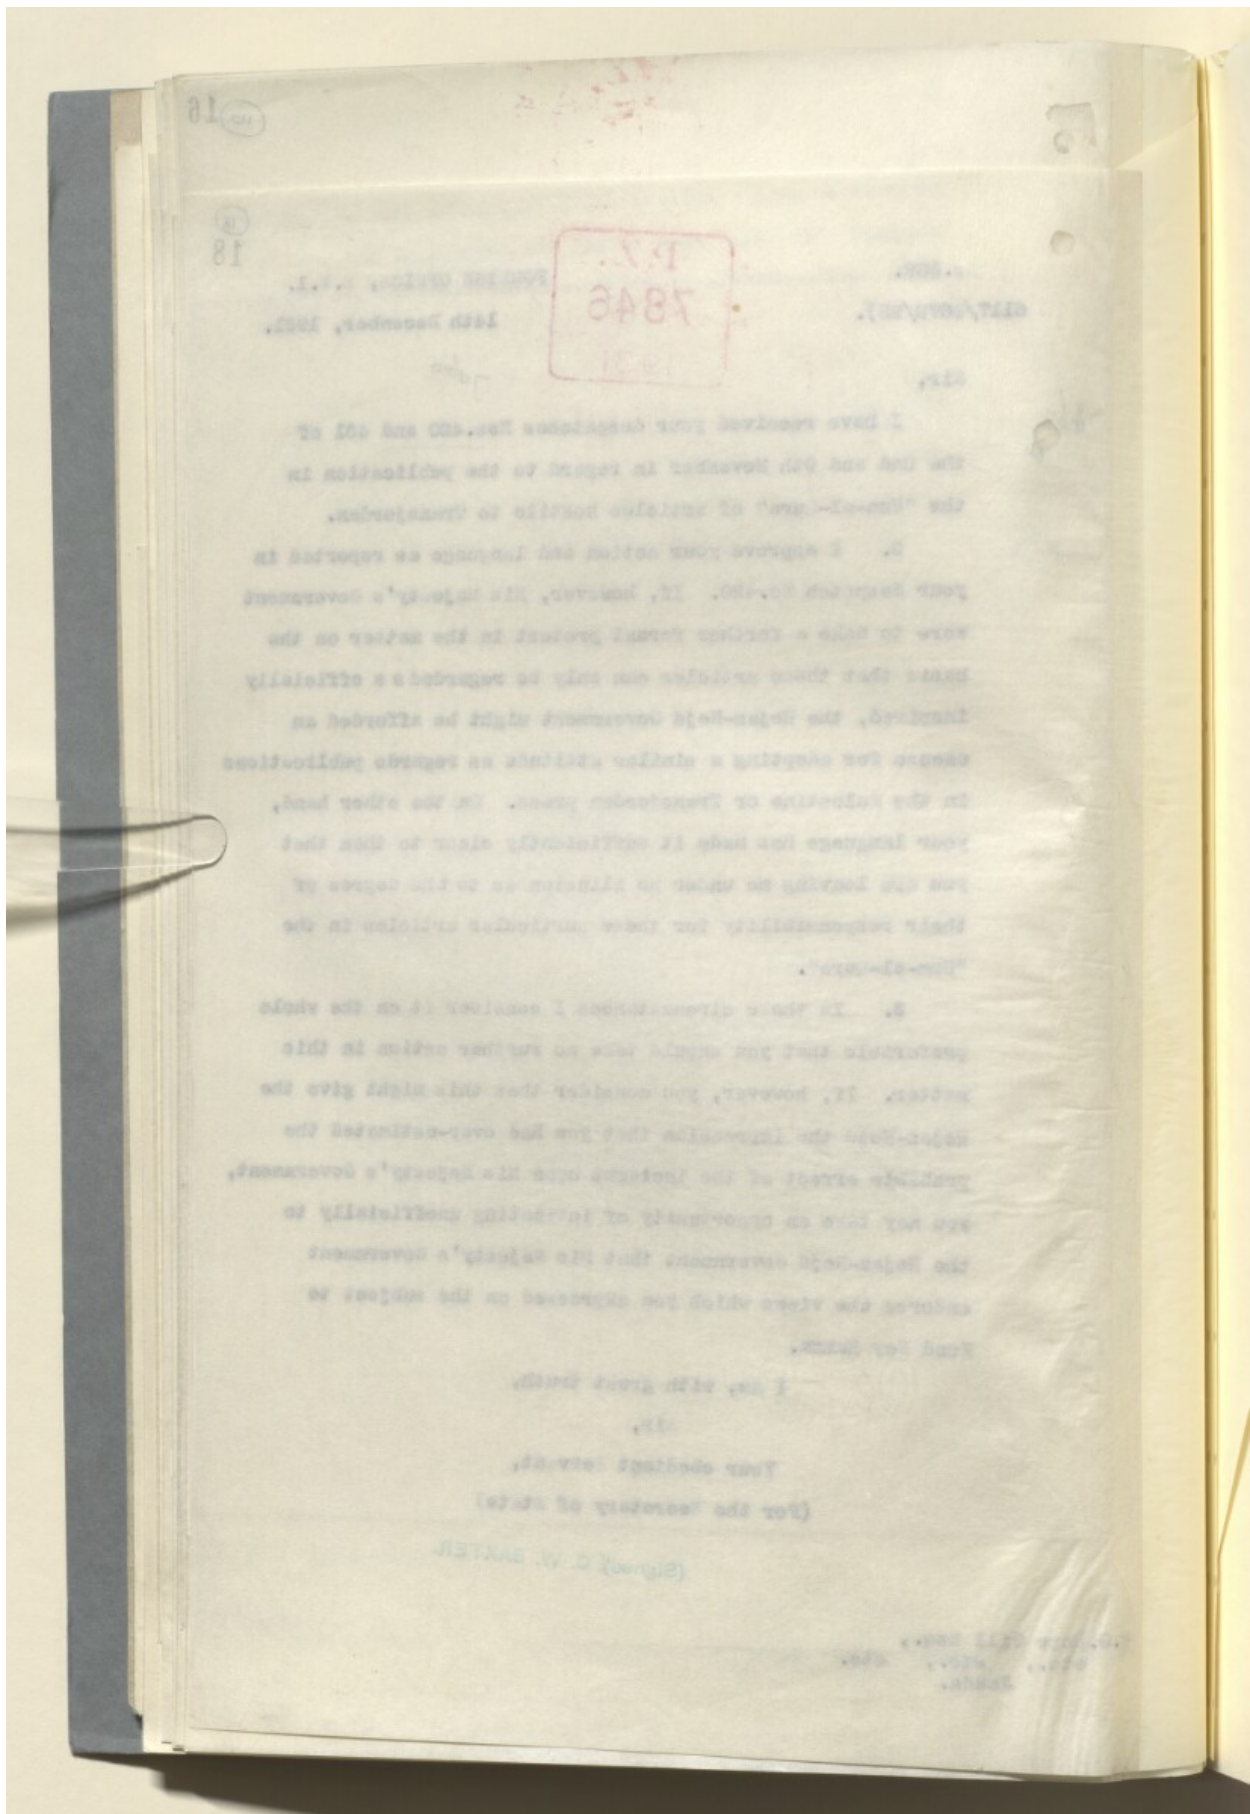 16
18
P.Z.
7846
1931
FOREIGN OFFICE, S.W.1.
14th December, 1931.
Sir,
I have received your despatches Nos.480 and 481 of
the 2nd and 9th November in regard to the publication in
the "Umm-al-Qura" of articles hostile to Transjordan.
2. I approve your action and language as reported in
your despatch No.480. If, however, His Majesty's Government
were to make a further formal protest in the matter on the
basis that these articles can only be regarded as officially
inspired, the Hejaz-Nejd Government might be afforded an
excuse for adopting a similar attitude as regards publications
in the Palestine or Transjordan press. On the other hand,
your language has made it sufficiently clear to them that
you are leaving me under no illusion as to the degree of
their responsibility for these particular articles in the
"Umm-al-Qura".
3. In these circumstances I consider it on the whole
preferable that you should take no further action in this
matter. If, however, you consider that this might give the
Hejaz-Nejd the impression that you had over-estimated the
probable effect of the incident upon His Majesty's Government,
you may take an opportunity of intimating unofficially to
the Hejaz-Nejd Government that His Majesty's Government
endorse the views which you expressed on the subject to
Fuad Bey Hamza.
I am, with great truth,
Sir,
Your obedient Servant,
(For the Secretary of State)
(Signed) C. W. BAXTER.
etc., etc., etc.
Jedda.